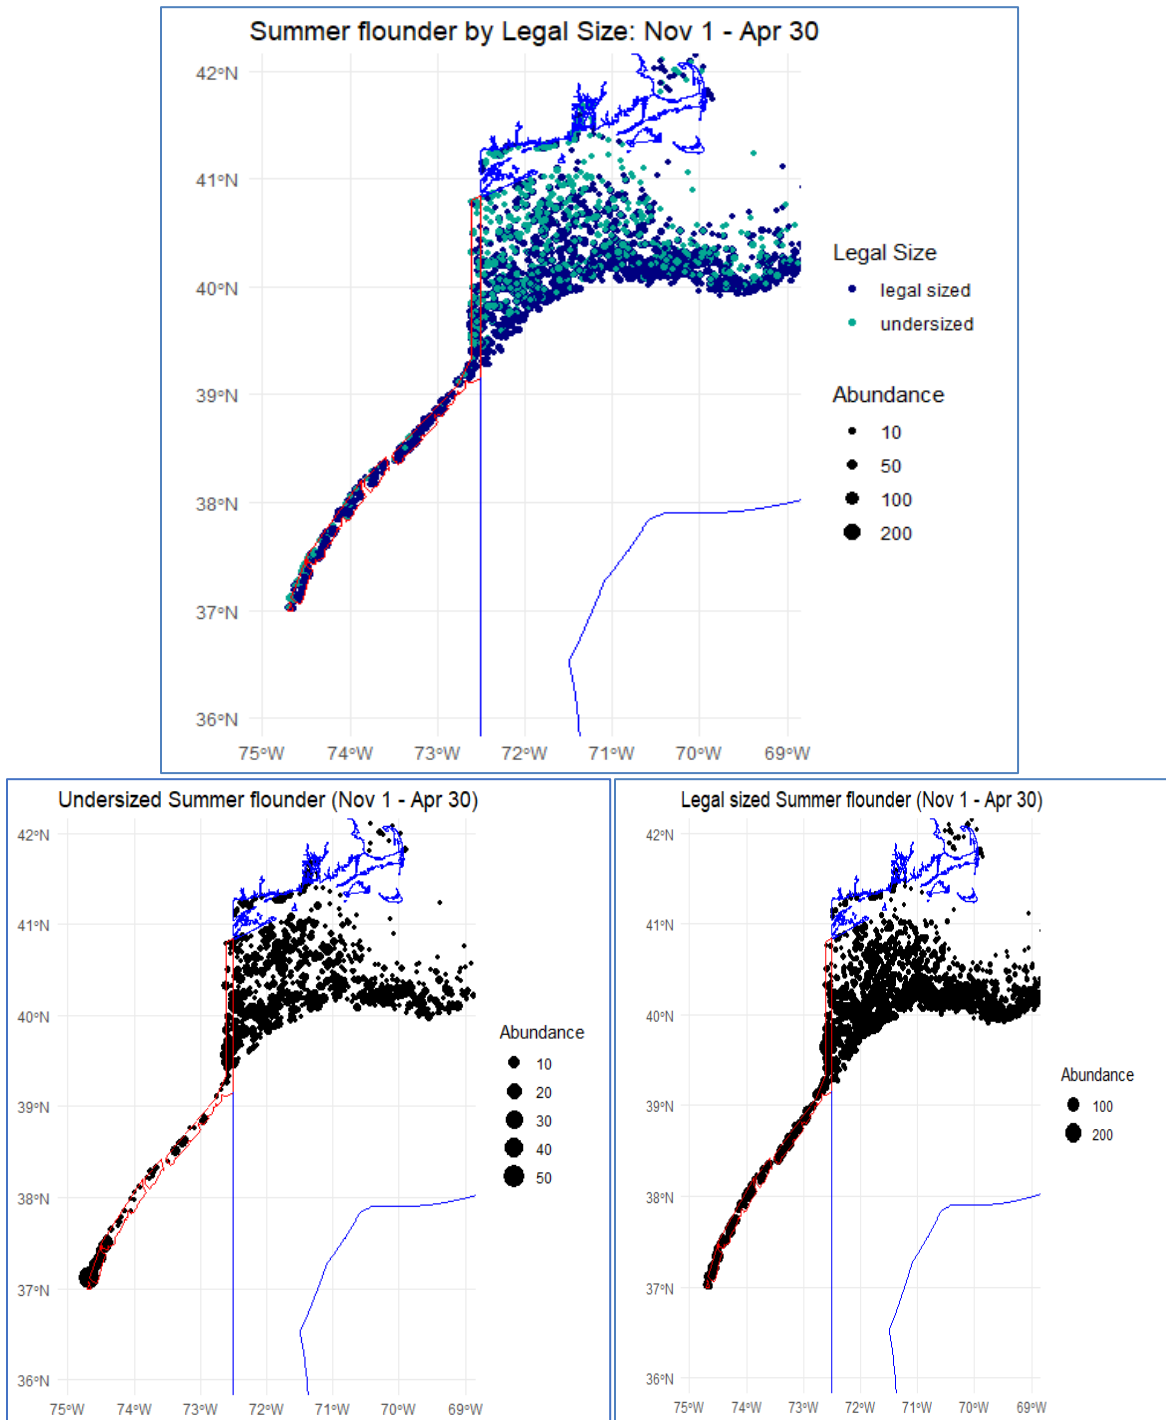 Summer flounder by Legal Size: Nov 1 - Apr 30
42°N
41°N
40°N
39°N
38°N
37°N
36°N
75°W 74°W 73°W 72°W 71°W 70°W 69°W
Legal Size
legal sized
undersized
Abundance
10
50
100
200
Undersized Summer flounder (Nov 1 - Apr 30)
42°N
41°N
40°N
39°N
38°N
37°N
36°N
75°W 74°W 73°W 72°W 71°W 70°W 69°W
Abundance
10
20
30
40
50
Legal sized Summer flounder (Nov 1 - Apr 30)
42°N
41°N
40°N
39°N
38°N
37°N
36°N
75°W 74°W 73°W 72°W 71°W 70°W 69°W
Abundance
100
200